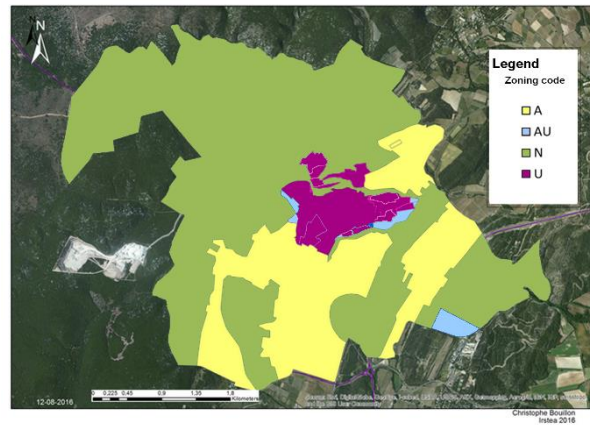 N
Legend
Zoning code
A
AU
N
U
0 0.225 0.45 0.9 1.35 1.8
Kilometers
12-08-2016
Christophe Bouillon
Irstea 2016